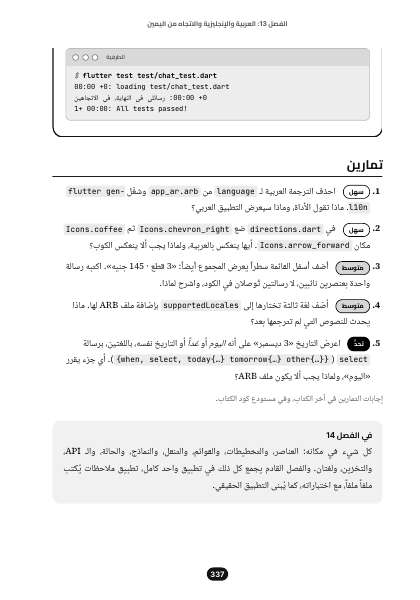 الفصل 13: العربية والإنجليزية والاتجاه من اليمين
الطرفية
$ flutter test test/chat_test.dart
00:00 +0: loading test/chat_test.dart
00:00 +0: رسائلي في النهاية، في الاتجاهين
00:00 +1: All tests passed!
تمارين
1. سهل احذف الترجمة العربية لـ language من app_ar.arb وشغّل flutter gen-
l10n. ماذا تقول الأداة، وماذا سيعرض التطبيق العربي؟
2. سهل في directions.dart ضع Icons.chevron_right ثم Icons.coffee
مكان Icons.arrow_forward. أيها ينعكس بالعربية، ولماذا يجب ألا ينعكس الكوب؟
3. متوسط أضف أسفل القائمة سطراً يعرض المجموع أيضاً: «3 قطع · 145 جنيه». اكتبه رسالة
واحدة بعنصرين نائبين، لا رسالتين تُوصلان في الكود، واشرح لماذا.
4. متوسط أضف لغة ثالثة تختارها إلى supportedLocales بإضافة ملف ARB لها. ماذا
يحدث للنصوص التي لم تترجمها بعد؟
5. تحدٍّ اعرض التاريخ «3 ديسمبر» على أنه اليوم أو غداً أو التاريخ نفسه، باللغتين، برسالة
select ({when, select, today{…} tomorrow{…} other{…}}). أي جزء يقرر
«اليوم»، ولماذا يجب ألا يكون ملف ARB؟
إجابات التمارين في آخر الكتاب، وفي مستودع كود الكتاب.
في الفصل 14
كل شيء في مكانه: العناصر، والتخطيطات، والقوائم، والتنقل، والنماذج، والحالة، والـ API،
والتخزين، ولغتان. والفصل القادم يجمع كل ذلك في تطبيق واحد كامل، تطبيق ملاحظات يُكتب
ملفاً ملفاً، مع اختباراته، كما يُبنى التطبيق الحقيقي.
337